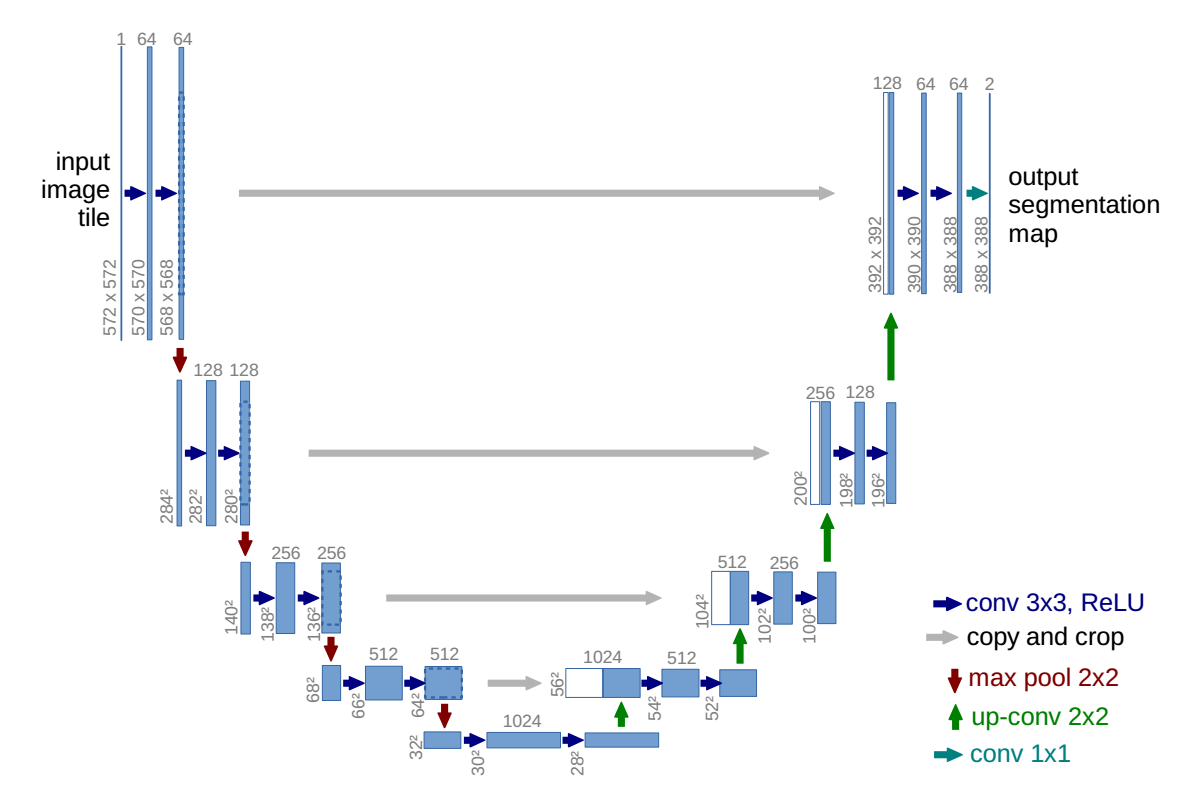 1 64 64
input
image
tile
572 x 572
570 x 570
568 x 568
128 64 64 2
output
segmentation
map
392 x 392
390 x 390
388 x 388
388 x 388
128 128
284²
282²
280²
256 128
200²
198²
196²
256 256
140²
138²
136²
512 256
104²
102²
100²
512 512
68²
66²
64²
1024 512
56²
54²
52²
1024
32²
30²
28²
conv 3x3, ReLU
copy and crop
max pool 2x2
up-conv 2x2
conv 1x1